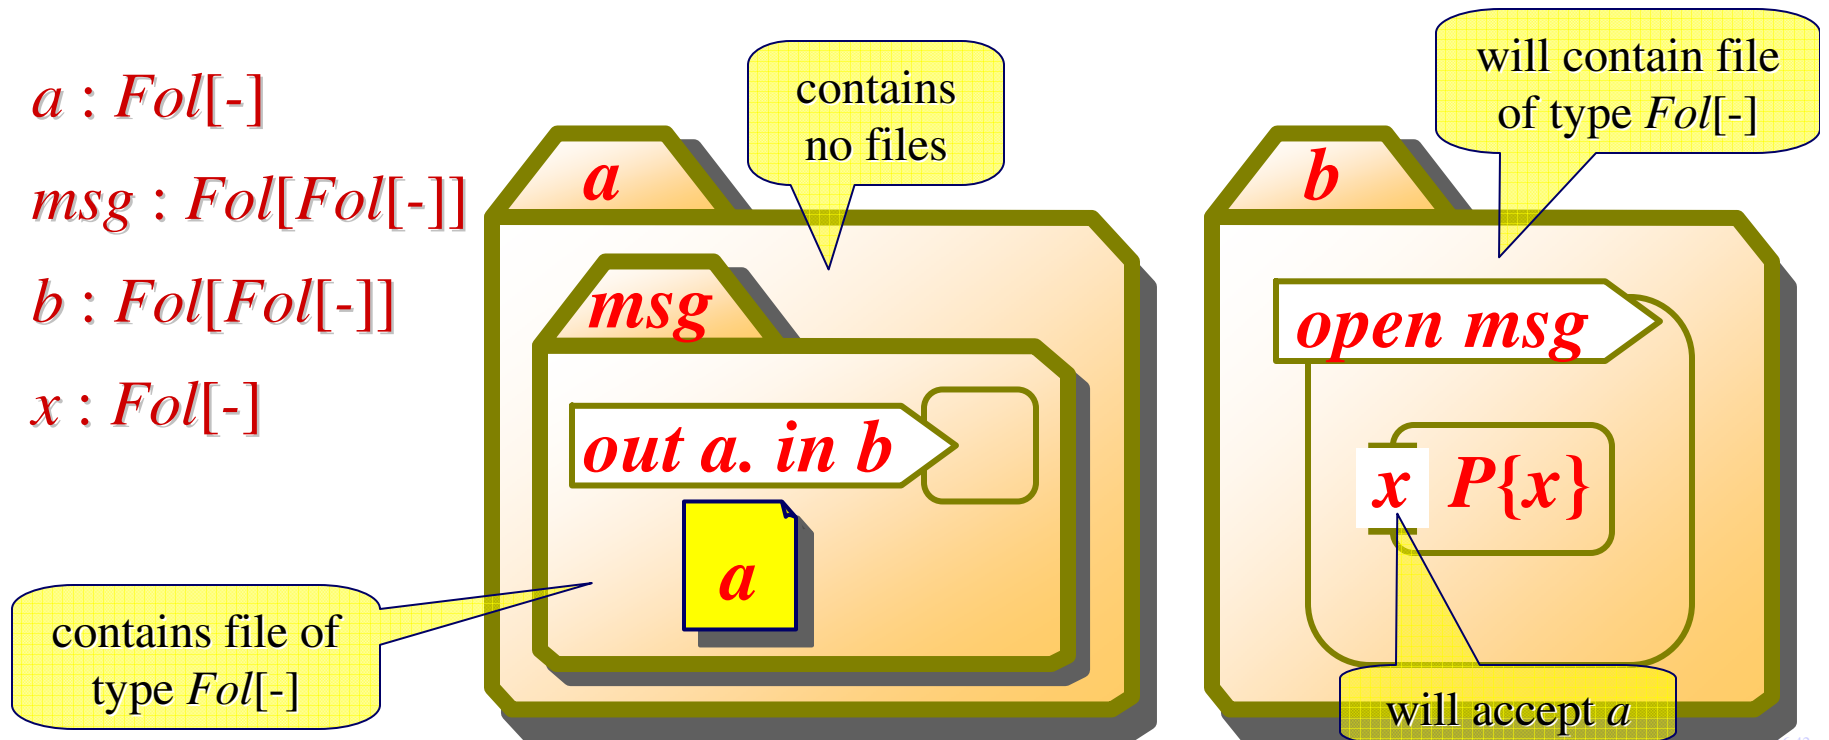 a : Fol[-]
msg : Fol[Fol[-]]
b : Fol[Fol[-]]
x : Fol[-]
contains
no files
will contain file
of type Fol[-]
a
msg
out a. in b
a
contains file of
type Fol[-]
b
open msg
x P{x}
will accept a